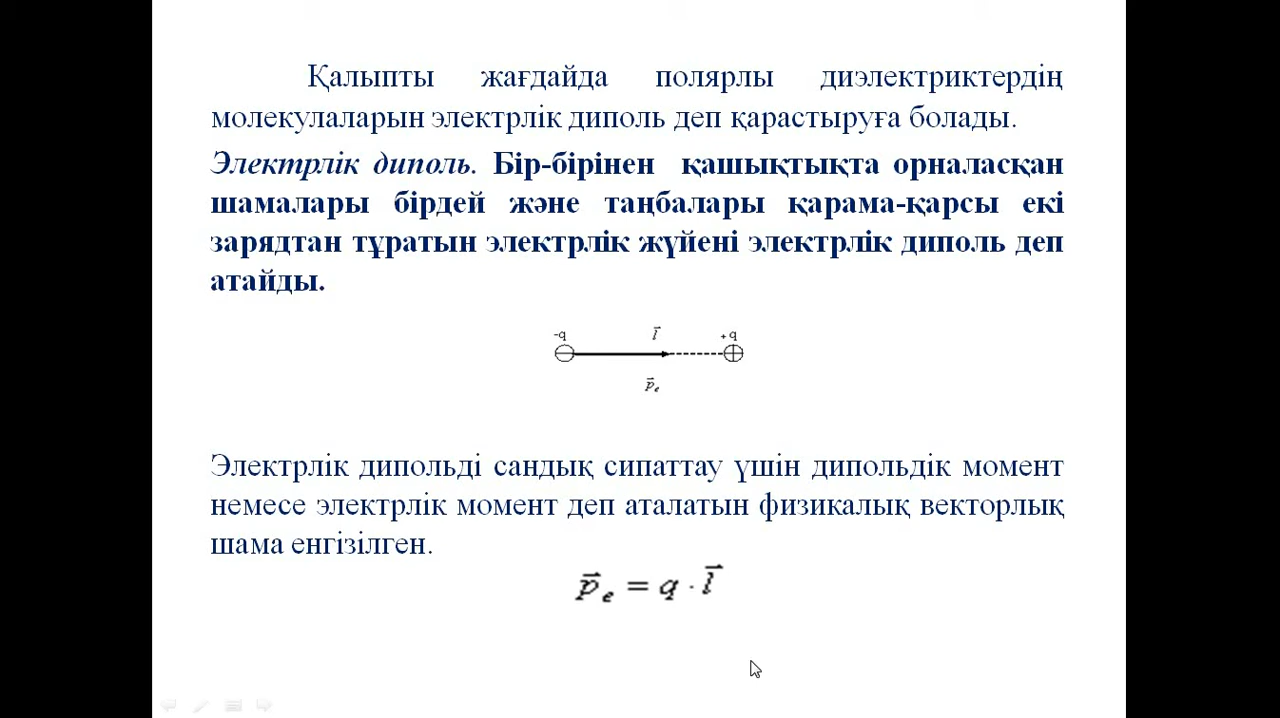 Қалыпты жағдайда полярлы диэлектриктердің
молекулаларын электрлік диполь деп қарастыруға болады.
Электрлік диполь. Бір-бірінен қашықтықта орналасқан
шамалары бірдей және таңбалары қарама-қарсы екі
зарядтан тұратын электрлік жүйені электрлік диполь деп
атайды.
-q l⃗ +q
p⃗ₑ
Электрлік дипольді сандық сипаттау үшін дипольдік момент
немесе электрлік момент деп аталатын физикалық векторлық
шама енгізілген.
p⃗ₑ = q · l⃗